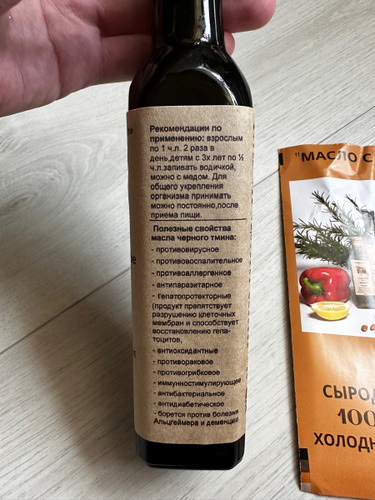 Рекомендации по
применению: взрослым
по 1 ч.л. 2 раза в
день,детям с 3х лет по ½
ч.л.запивать водичкой,
можно с медом. Для
общего укрепления
организма принимать
можно постоянно,после
приема пищи.
Полезные свойства
масла черного тмина:
- противовирусное
- противовоспалительное
- противоаллергенное
- антипаразитарное
- Гепатопротекторные
(продукт препятствует
разрушению клеточных
мембран и способствует
восстановлению гепа-
тоцитов,
- антиоксидантные
- противораковое
- противогрибковое
- иммунностимулирующее
- антибактериальное
- антидиабетическое
- борется против болезни
Альцгеймера и деменции)
"МАСЛО С
СЫРОД
100
ХОЛОДН